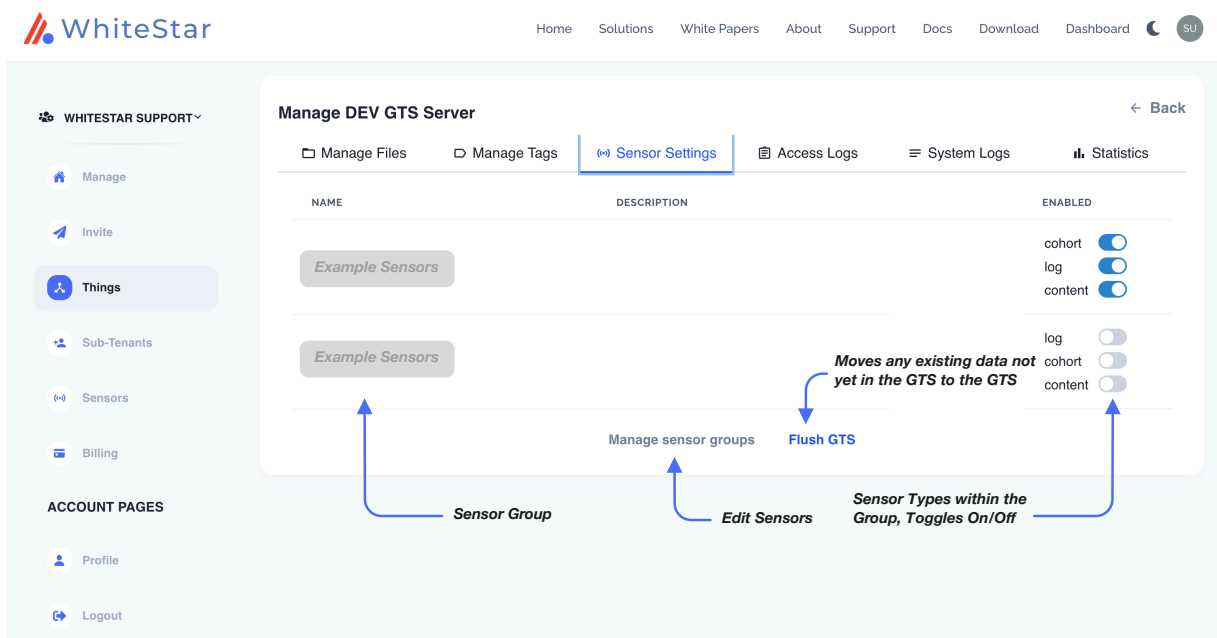 WhiteStar
Home Solutions White Papers About Support Docs Download Dashboard SU
WHITESTAR SUPPORT
Manage
Invite
Things
Sub-Tenants
Sensors
Billing
ACCOUNT PAGES
Profile
Logout
Manage DEV GTS Server
Back
Manage Files Manage Tags Sensor Settings Access Logs System Logs Statistics
NAME DESCRIPTION ENABLED
Example Sensors
cohort
log
content
Example Sensors
log
cohort
content
Moves any existing data not
yet in the GTS to the GTS
Manage sensor groups Flush GTS
Sensor Group
Edit Sensors
Sensor Types within the
Group, Toggles On/Off